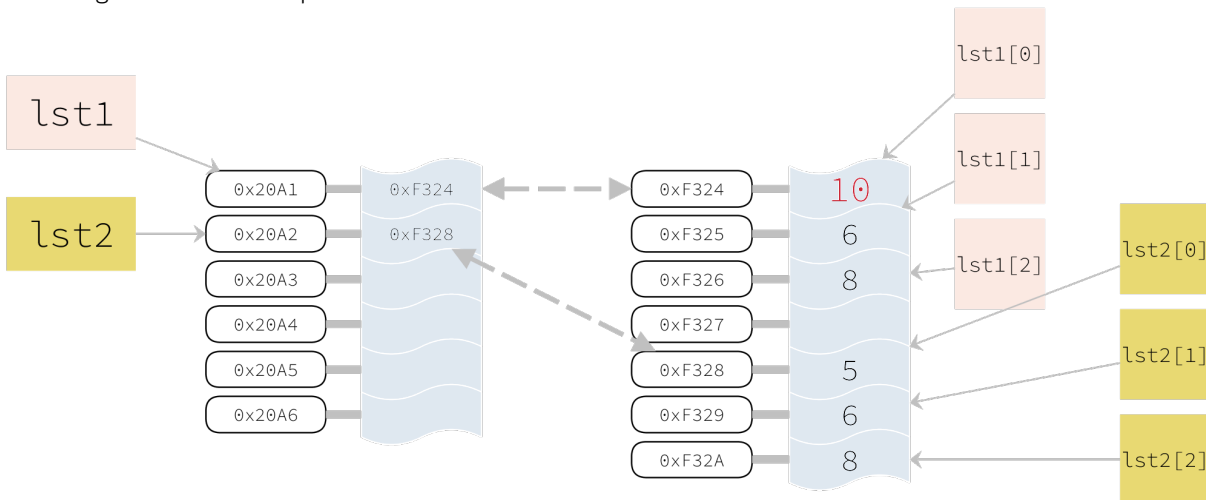 lst1
lst2
0x20A1
0x20A2
0x20A3
0x20A4
0x20A5
0x20A6
0xF324
0xF328
0xF324
0xF325
0xF326
0xF327
0xF328
0xF329
0xF32A
10
6
8
5
6
8
lst1[0]
lst1[1]
lst1[2]
lst2[0]
lst2[1]
lst2[2]